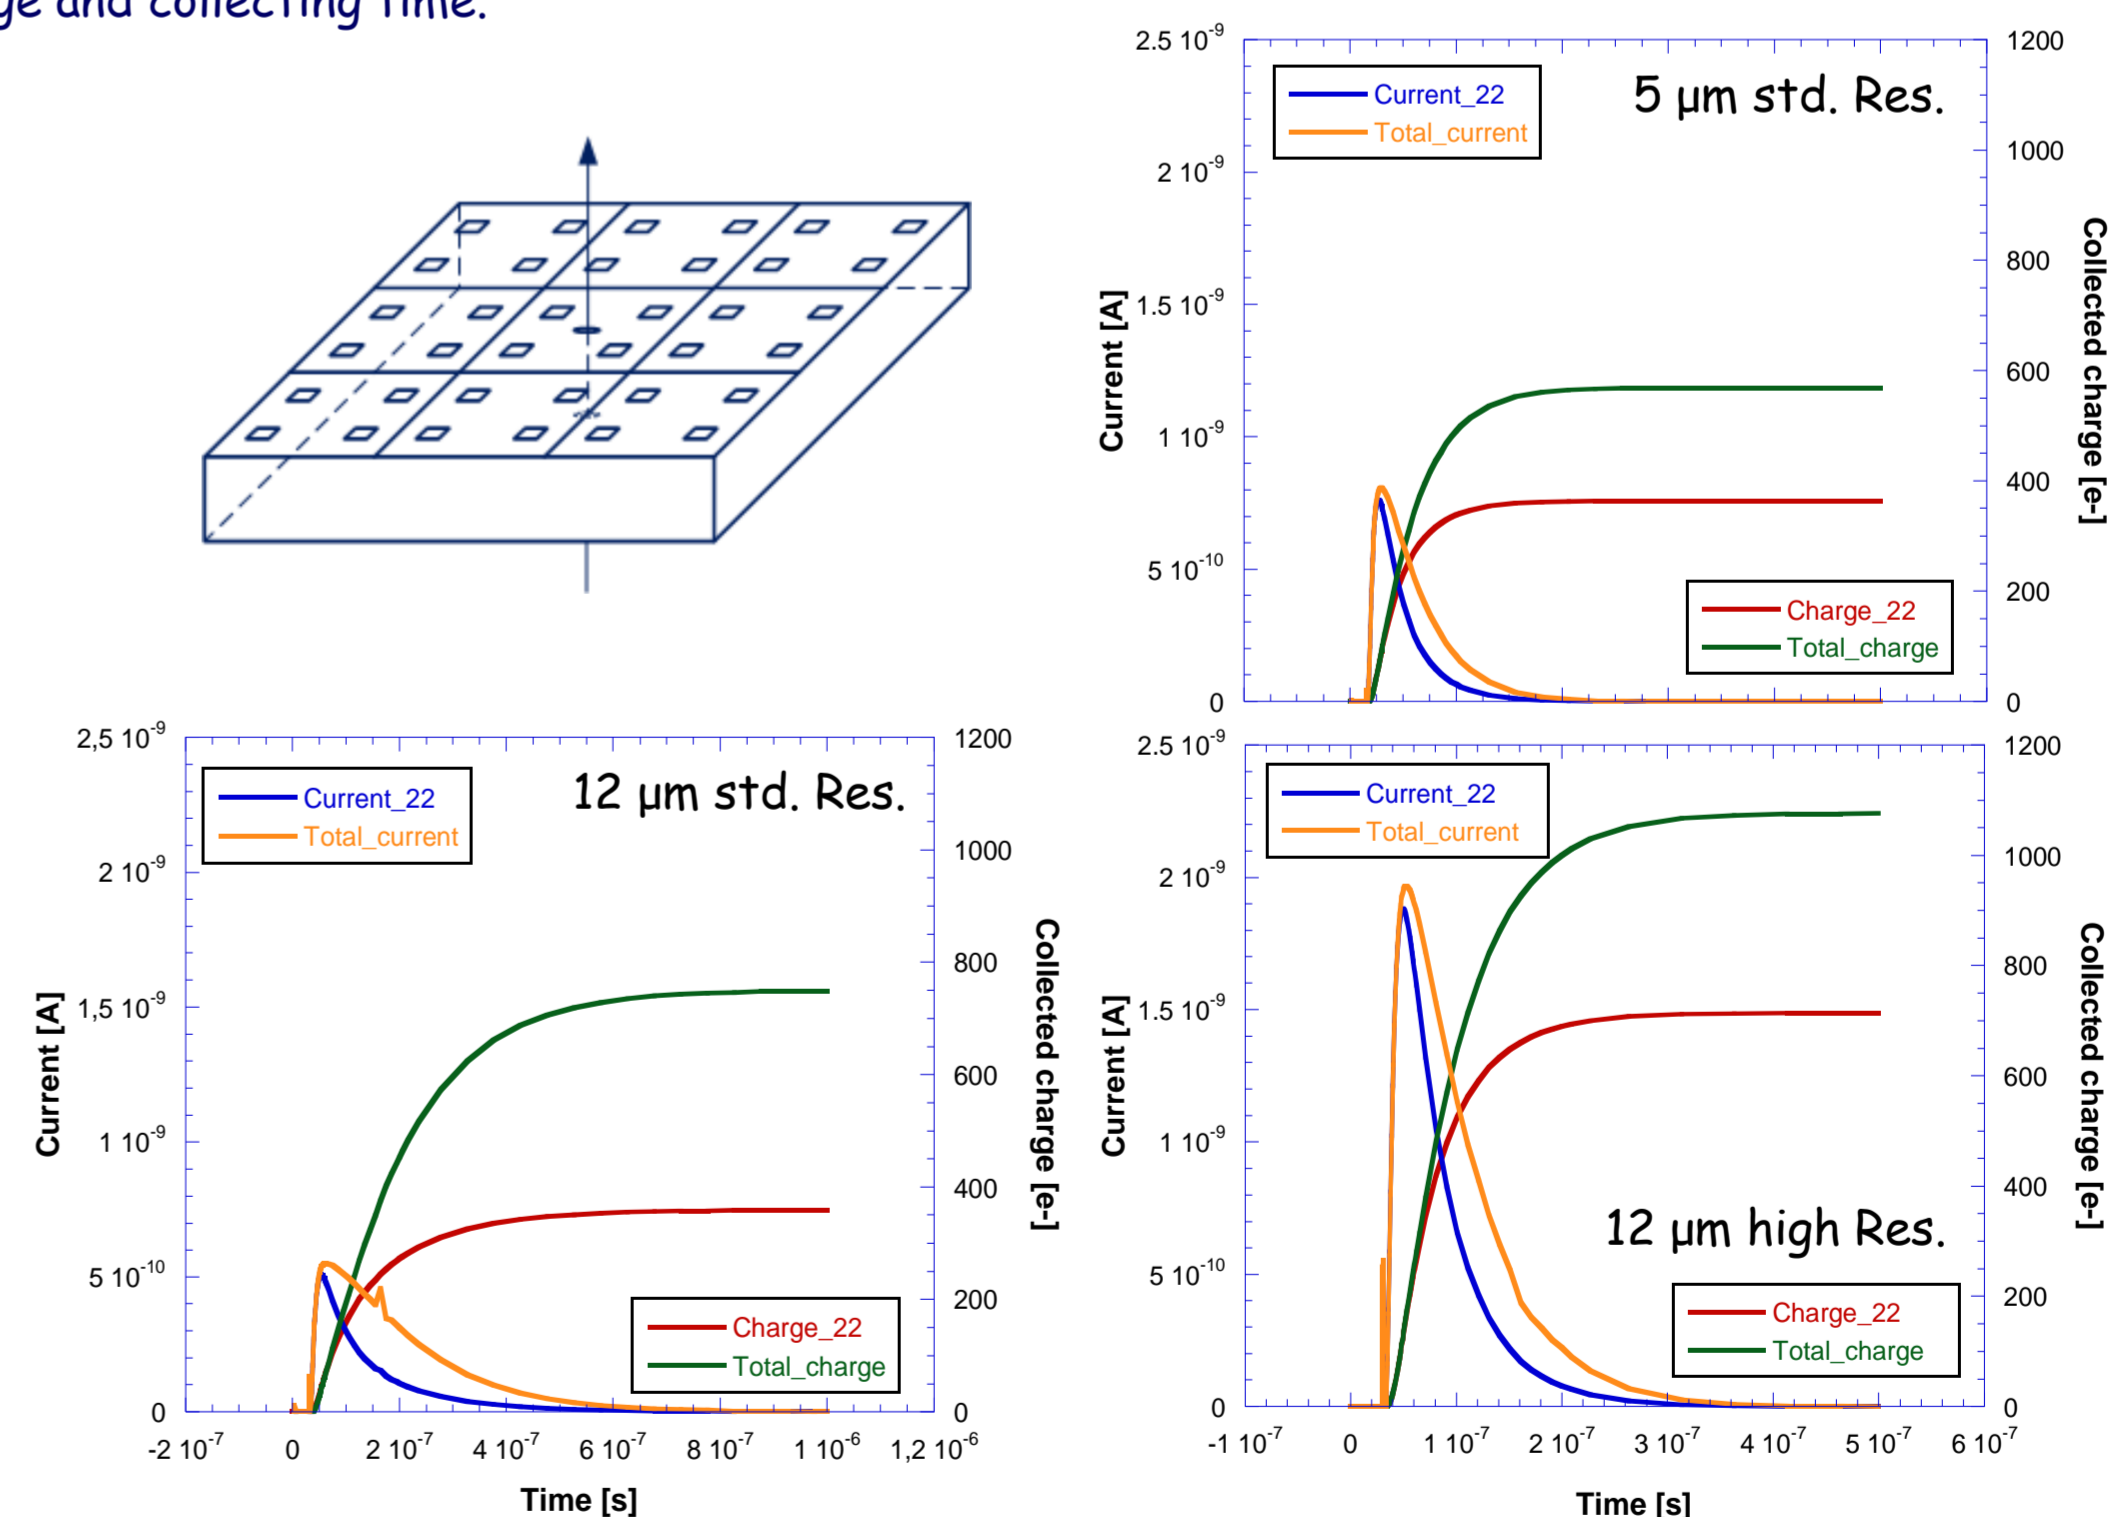 ge and collecting time.
2.5 10-9
2 10-9
1.5 10-9
1 10-9
5 10-10
0
Current [A]
Current_22
Total_current
5 µm std. Res.
Charge_22
Total_charge
1200
1000
800
600
400
200
0
Collected charge [e-]
2,5 10-9
2 10-9
1,5 10-9
1 10-9
5 10-10
0
Current [A]
Current_22
Total_current
12 µm std. Res.
Charge_22
Total_charge
1200
1000
800
600
400
200
0
Collected charge [e-]
-2 10-7 0 2 10-7 4 10-7 6 10-7 8 10-7 1 10-6 1,2 10-6
Time [s]
2.5 10-9
2 10-9
1.5 10-9
1 10-9
5 10-10
0
Current [A]
Current_22
Total_current
12 µm high Res.
Charge_22
Total_charge
1200
1000
800
600
400
200
0
Collected charge [e-]
-1 10-7 0 1 10-7 2 10-7 3 10-7 4 10-7 5 10-7 6 10-7
Time [s]